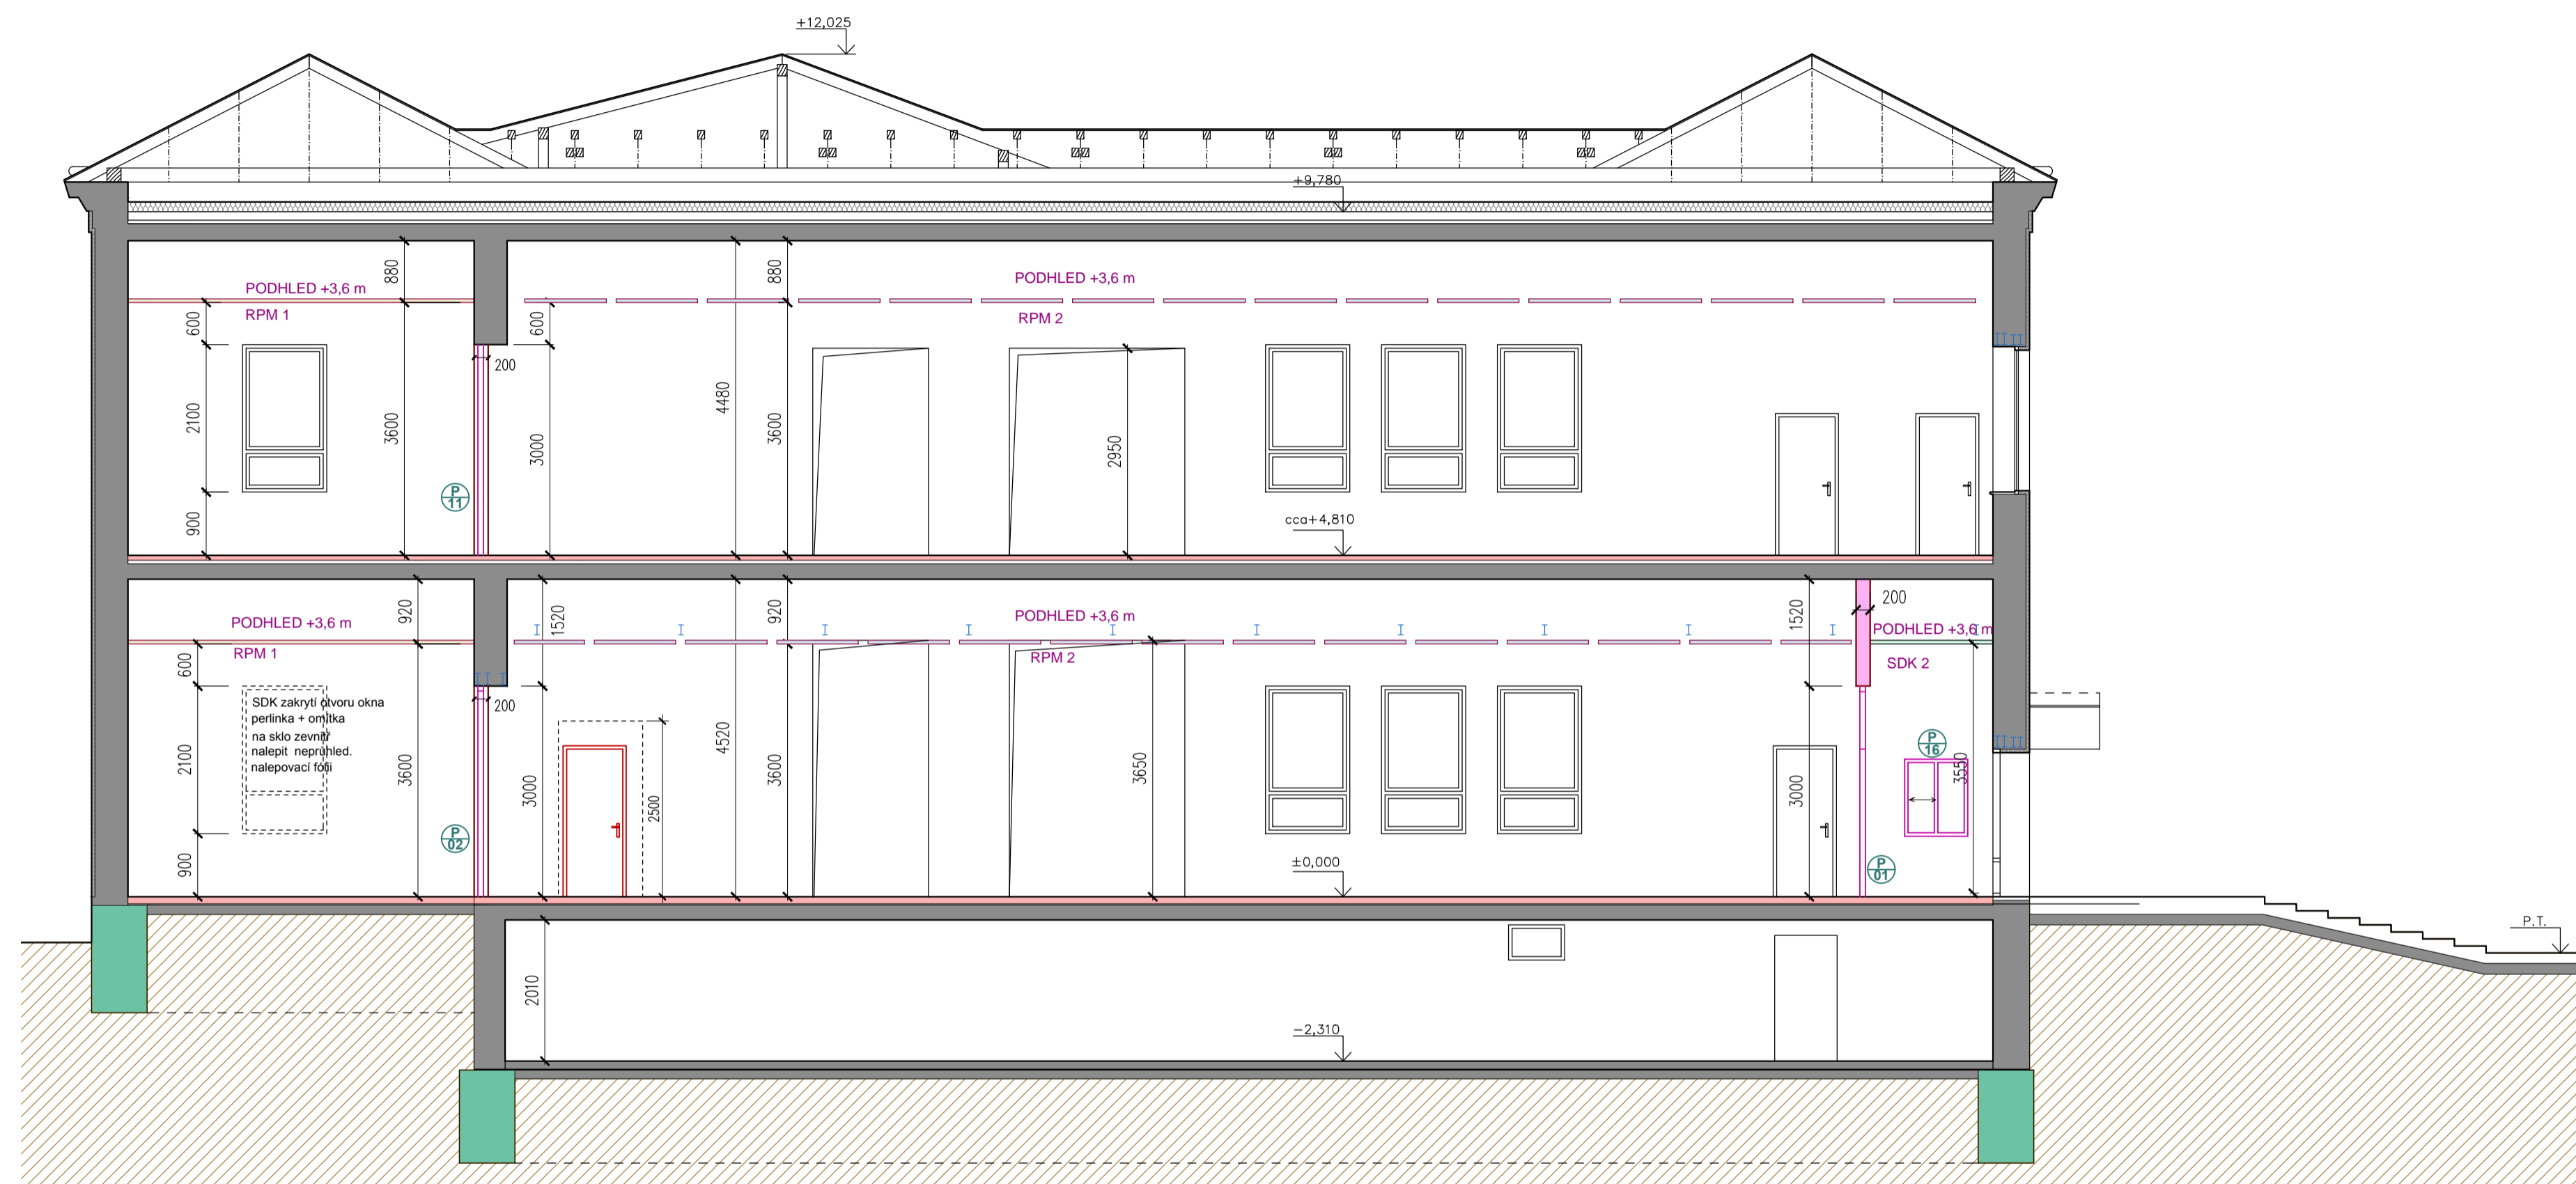 +12,025
+9,780
880
880
PODHLED +3,6 m
PODHLED +3,6 m
RPM 1
RPM 2
600
600
200
2100
3600
4480
3600
3000
2950
P
11
900
cca+4,810
920
1520
920
1520
200
PODHLED +3,6 m
PODHLED +3,6 m
PODHLED +3,6 m
RPM 1
RPM 2
SDK 2
600
200
SDK zakrytí otvoru okna
perlinka + omítka
na sklo zevnitř
nalepit neprůhled.
nalepovací fólii
2100
3600
3000
2500
4520
3600
3650
3000
P
16
3550
P
02
900
±0,000
P
01
P.T.
2010
−2,310